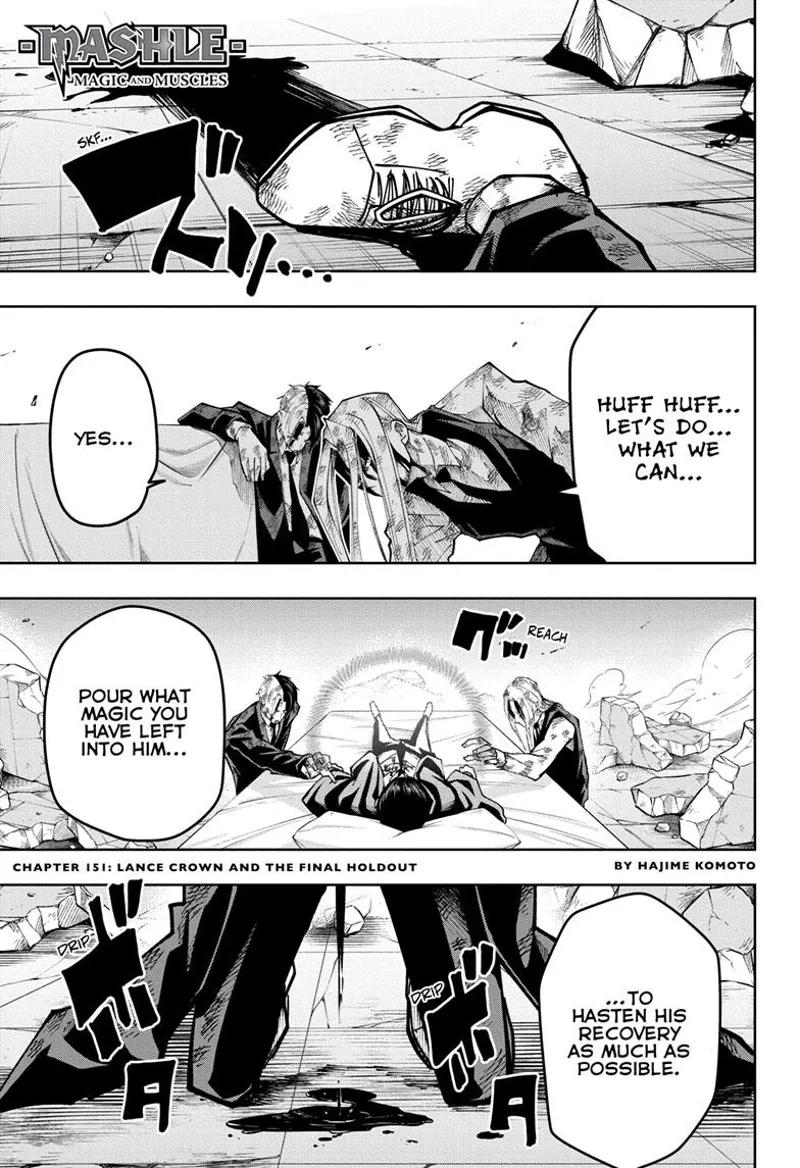 -MASHLE-
MAGIC AND MUSCLES
SKF...
ズリ...
HUFF HUFF...
LET'S DO...
WHAT WE
CAN...
YES...
グ"
REACH
POUR WHAT
MAGIC YOU
HAVE LEFT
INTO HIM...
CHAPTER 151: LANCE CROWN AND THE FINAL HOLDOUT
BY HAJIME KOMOTO
...TO
HASTEN HIS
RECOVERY
AS MUCH AS
POSSIBLE.
DRIP
ボタ
DRIP
ボタ